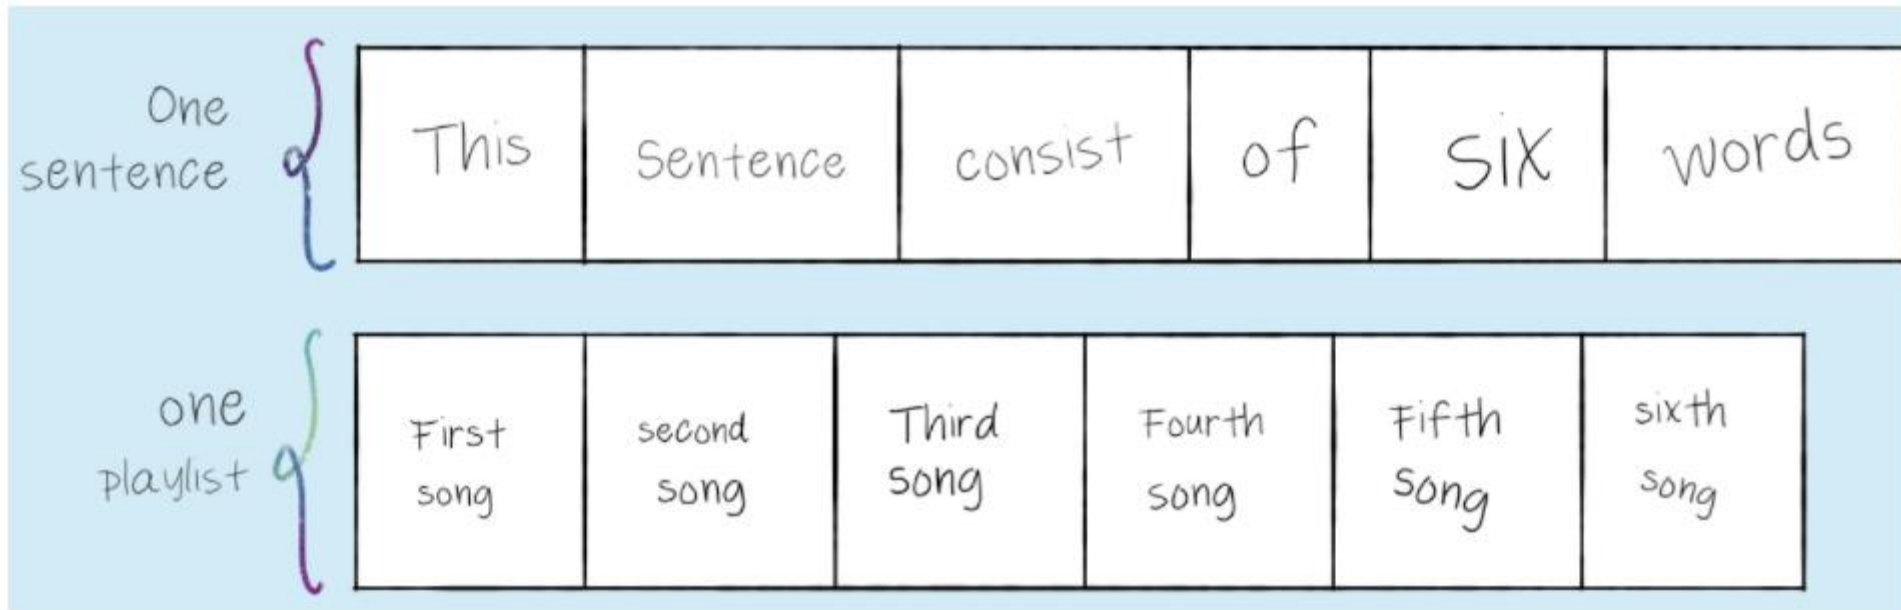 One
sentence
This Sentence consist of six words
one
playlist
First
song
second
song
Third
song
Fourth
song
Fifth
song
sixth
song